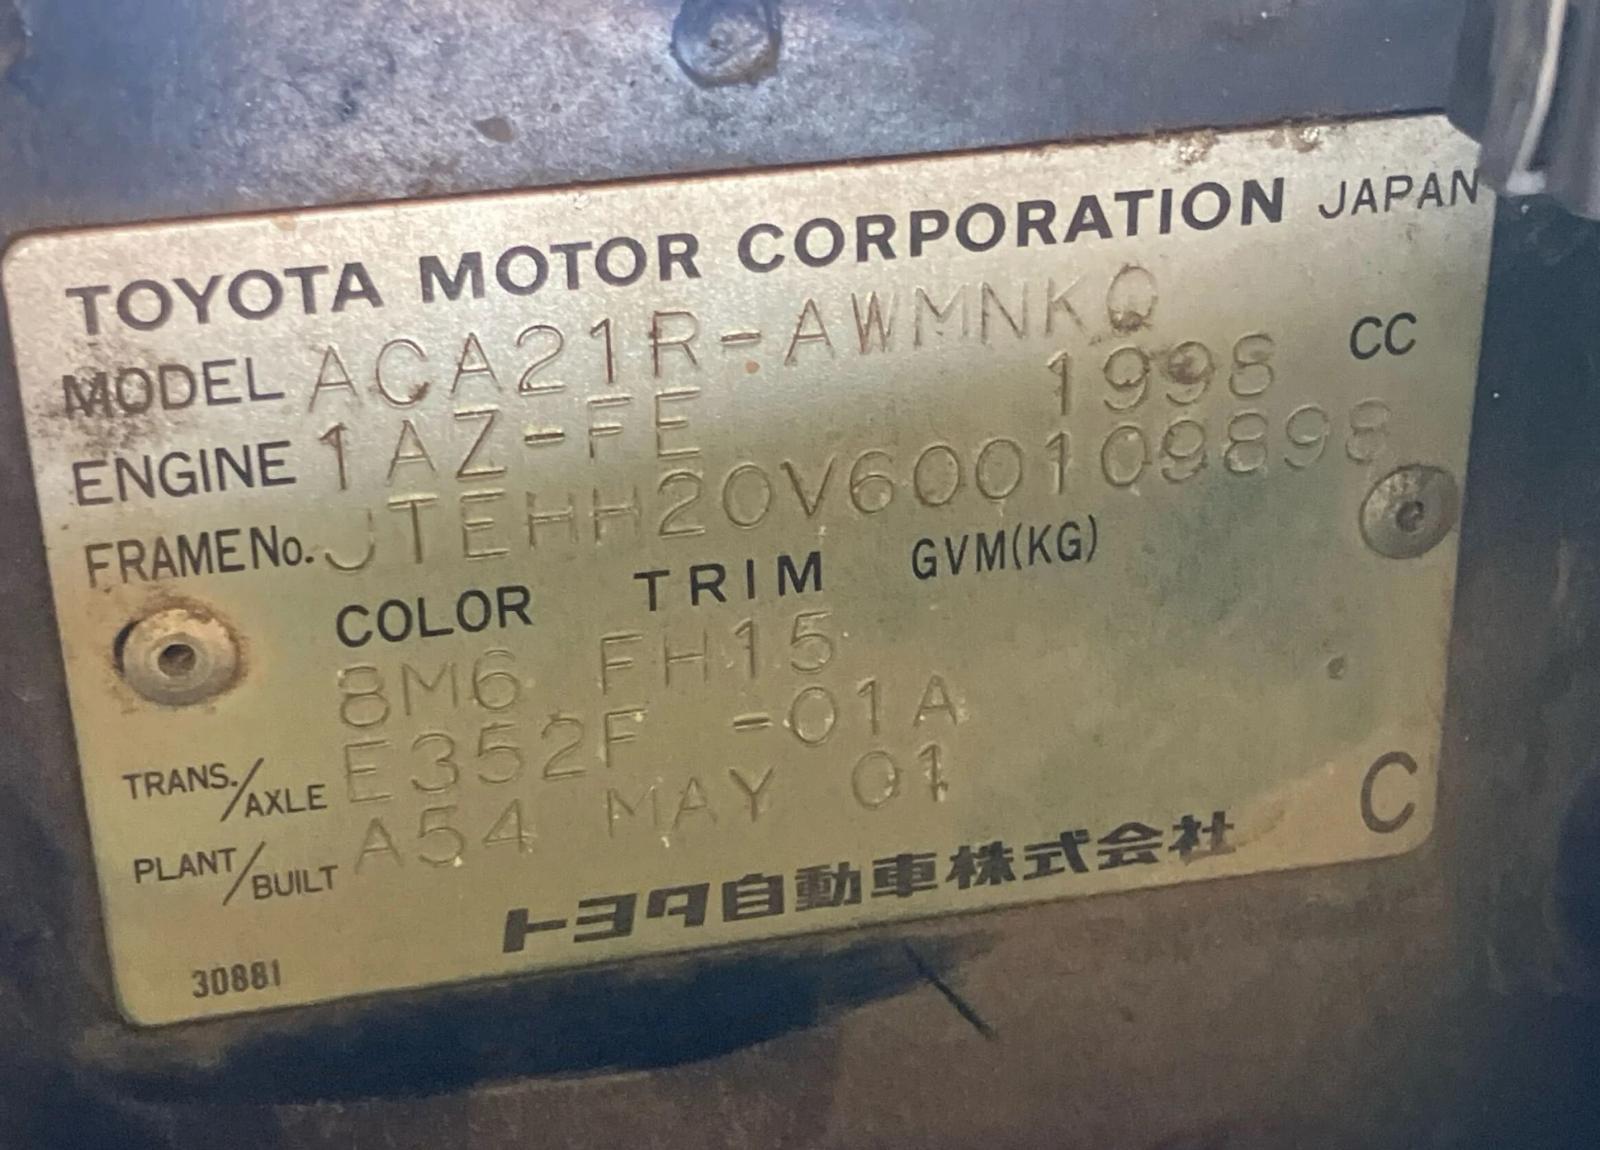 TOYOTA MOTOR CORPORATION JAPAN
MODEL ACA21R-AWMNKQ
ENGINE 1AZ-FE 1998 CC
FRAME No. JTEHH20V600109898
COLOR TRIM GVM(KG)
8M6 FH15
TRANS./AXLE E352F -01A
PLANT/BUILT A54 MAY 01
C
トヨタ自動車株式会社
30881